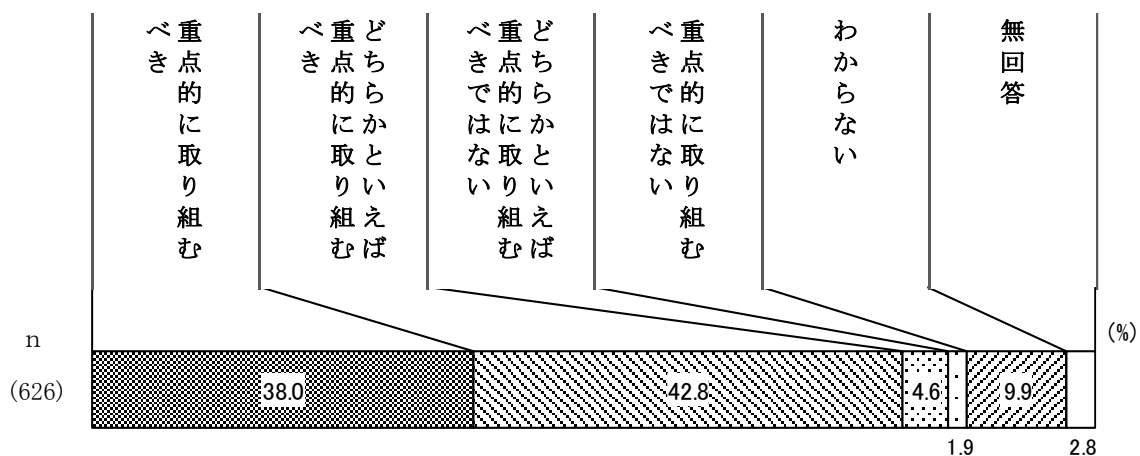 重点的に取り組む
べき
どちらかといえば
重点的に取り組む
べき
どちらかといえば
重点的に取り組む
べきではない
重点的に取り組む
べきではない
わからない
無回答
(%)
n
(626)
38.0
42.8
4.6
1.9
9.9
2.8